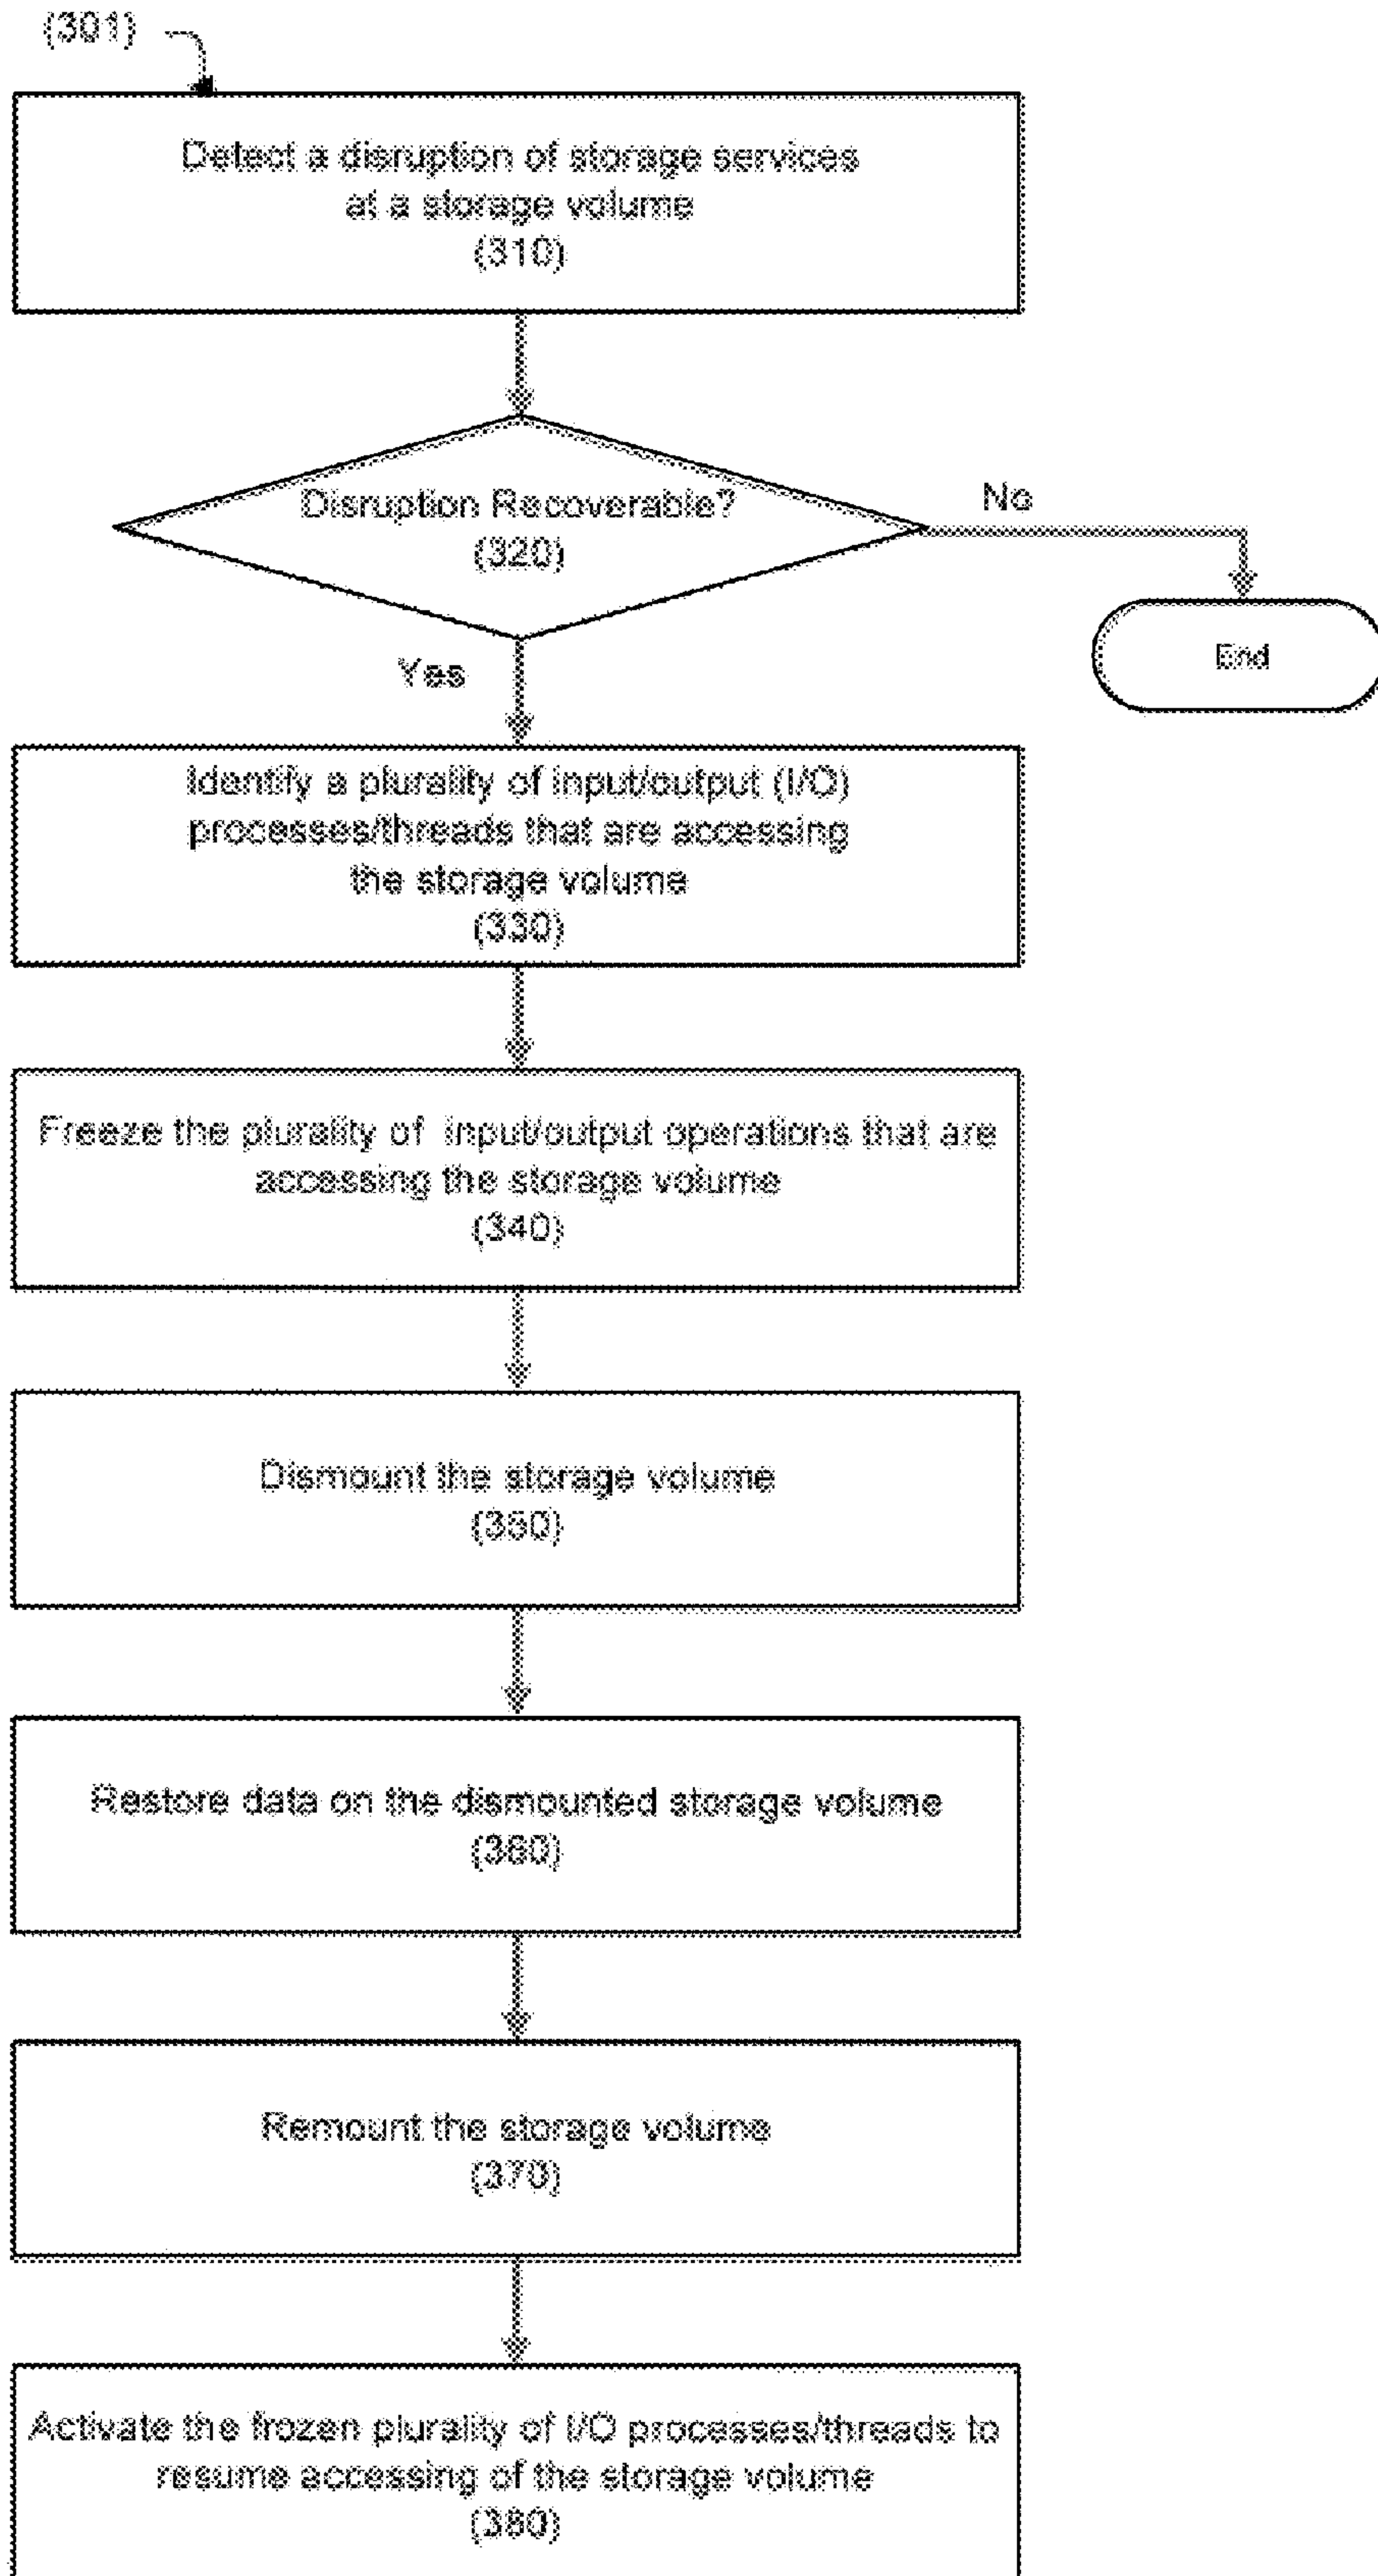 (301)
Detect a disruption of storage services
at a storage volume
(310)
Disruption Recoverable?
(320)
No
End
Yes
Identify a plurality of input/output (I/O)
processes/threads that are accessing
the storage volume
(330)
Freeze the plurality of input/output operations that are
accessing the storage volume
(340)
Dismount the storage volume
(350)
Restore data on the dismounted storage volume
(360)
Remount the storage volume
(370)
Activate the frozen plurality of I/O processes/threads to
resume accessing of the storage volume
(380)